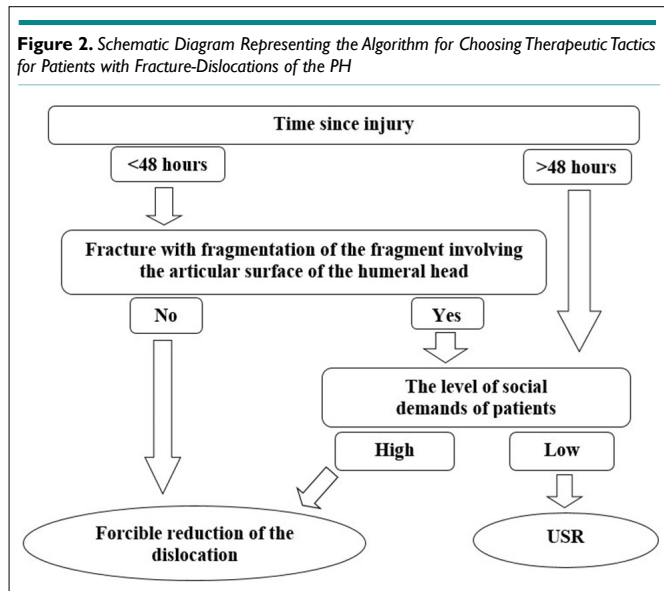 Figure 2. Schematic Diagram Representing the Algorithm for Choosing Therapeutic Tactics
for Patients with Fracture-Dislocations of the PH
Time since injury
<48 hours
>48 hours
Fracture with fragmentation of the fragment involving
the articular surface of the humeral head
No
Yes
The level of social
demands of patients
High
Low
Forcible reduction of the
dislocation
USR